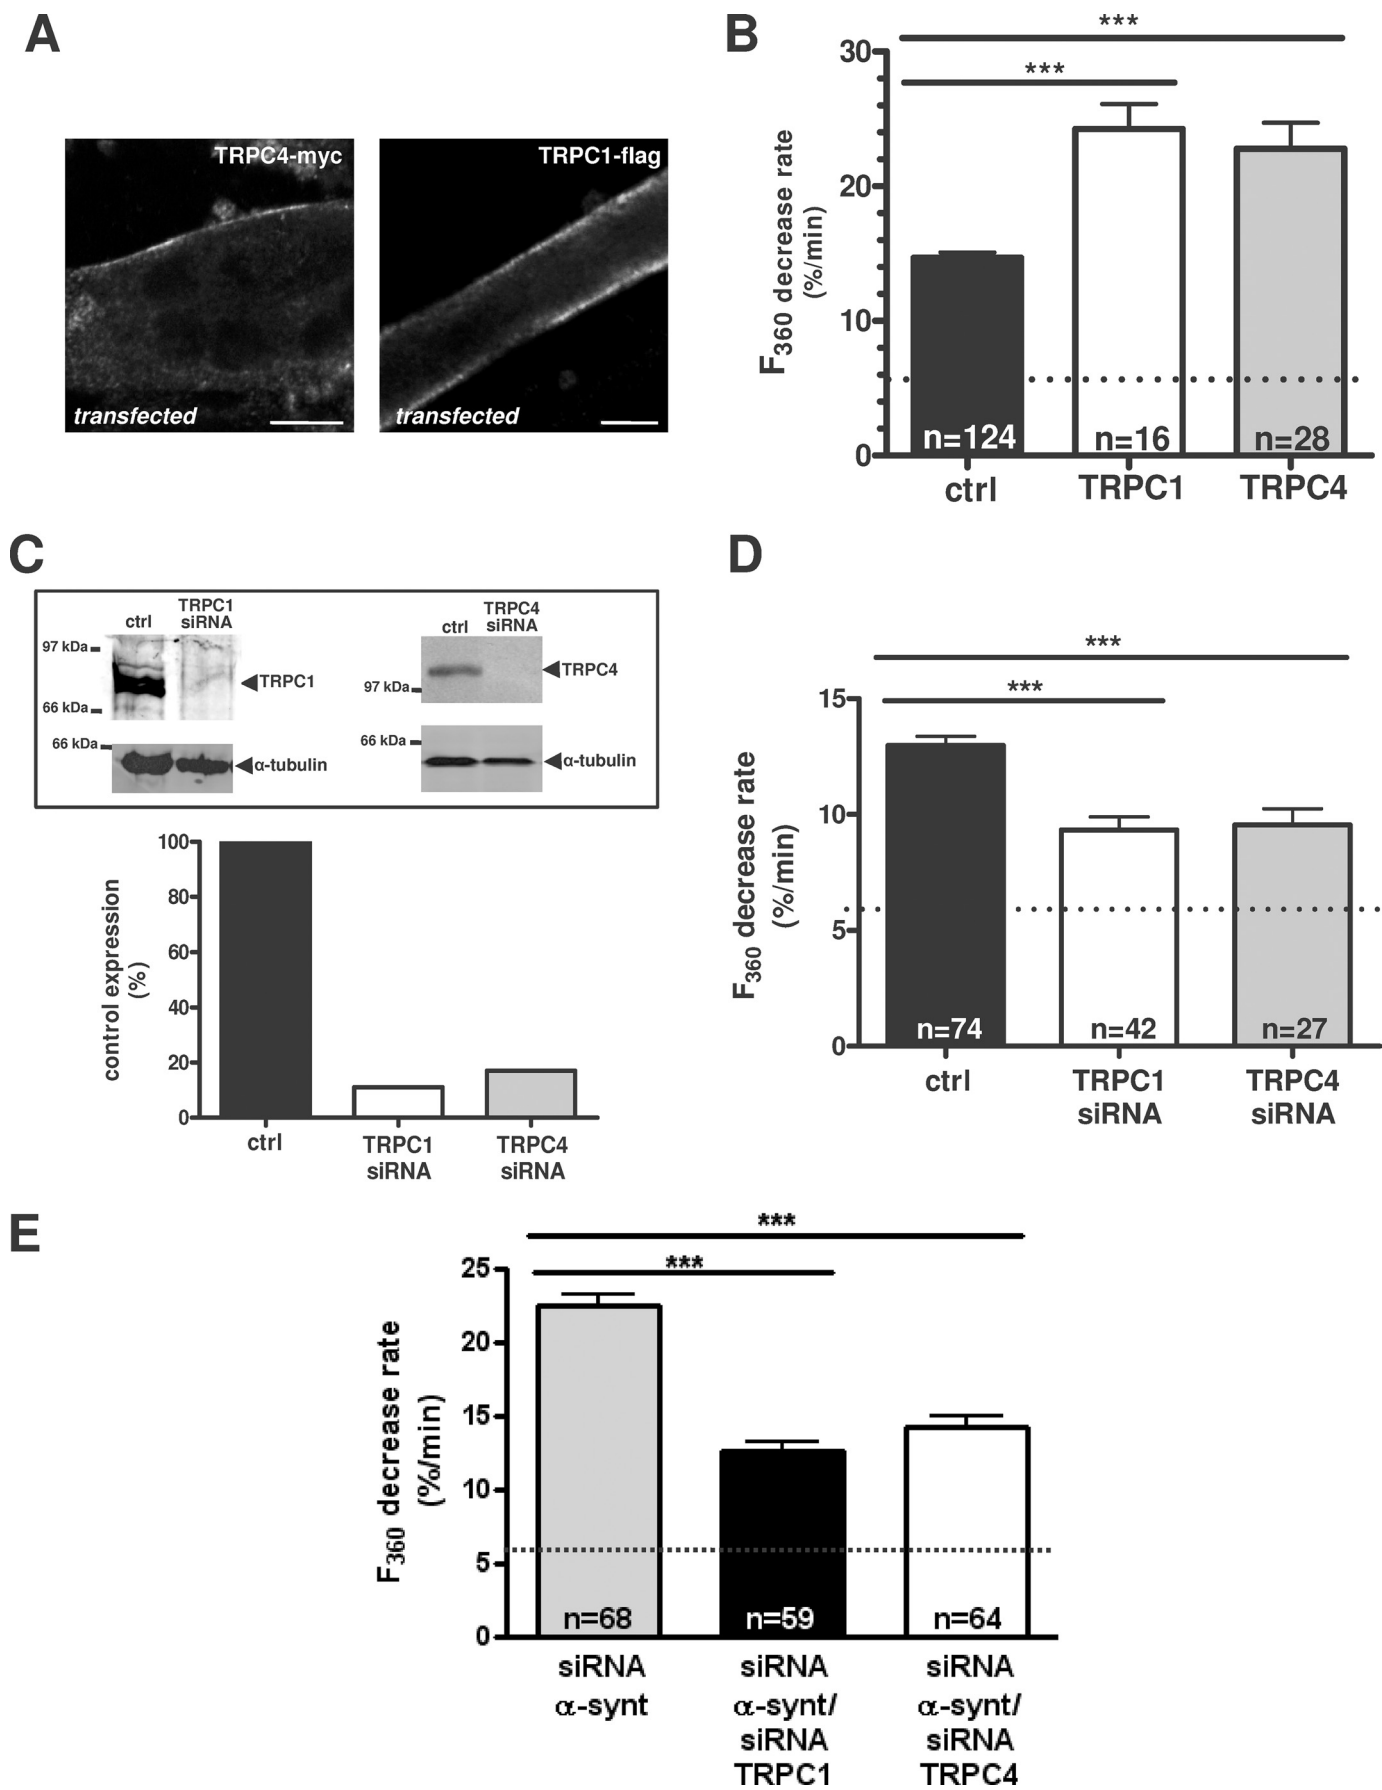 A
TRPC4-myc
transfected
TRPC1-flag
transfected
B
***
***
F360 decrease rate
(%/min)
30
20
10
0
n=124
n=16
n=28
ctrl
TRPC1
TRPC4
C
ctrl
TRPC1
siRNA
97 kDa
TRPC1
66 kDa
66 kDa
α-tubulin
ctrl
TRPC4
siRNA
TRPC4
97 kDa
66 kDa
α-tubulin
control expression
(%)
100
80
60
40
20
0
ctrl
TRPC1
siRNA
TRPC4
siRNA
D
***
***
F360 decrease rate
(%/min)
15
10
5
0
n=74
n=42
n=27
ctrl
TRPC1
siRNA
TRPC4
siRNA
E
***
***
F360 decrease rate
(%/min)
25
20
15
10
5
0
n=68
n=59
n=64
siRNA
α-synt
siRNA
α-synt/
siRNA
TRPC1
siRNA
α-synt/
siRNA
TRPC4